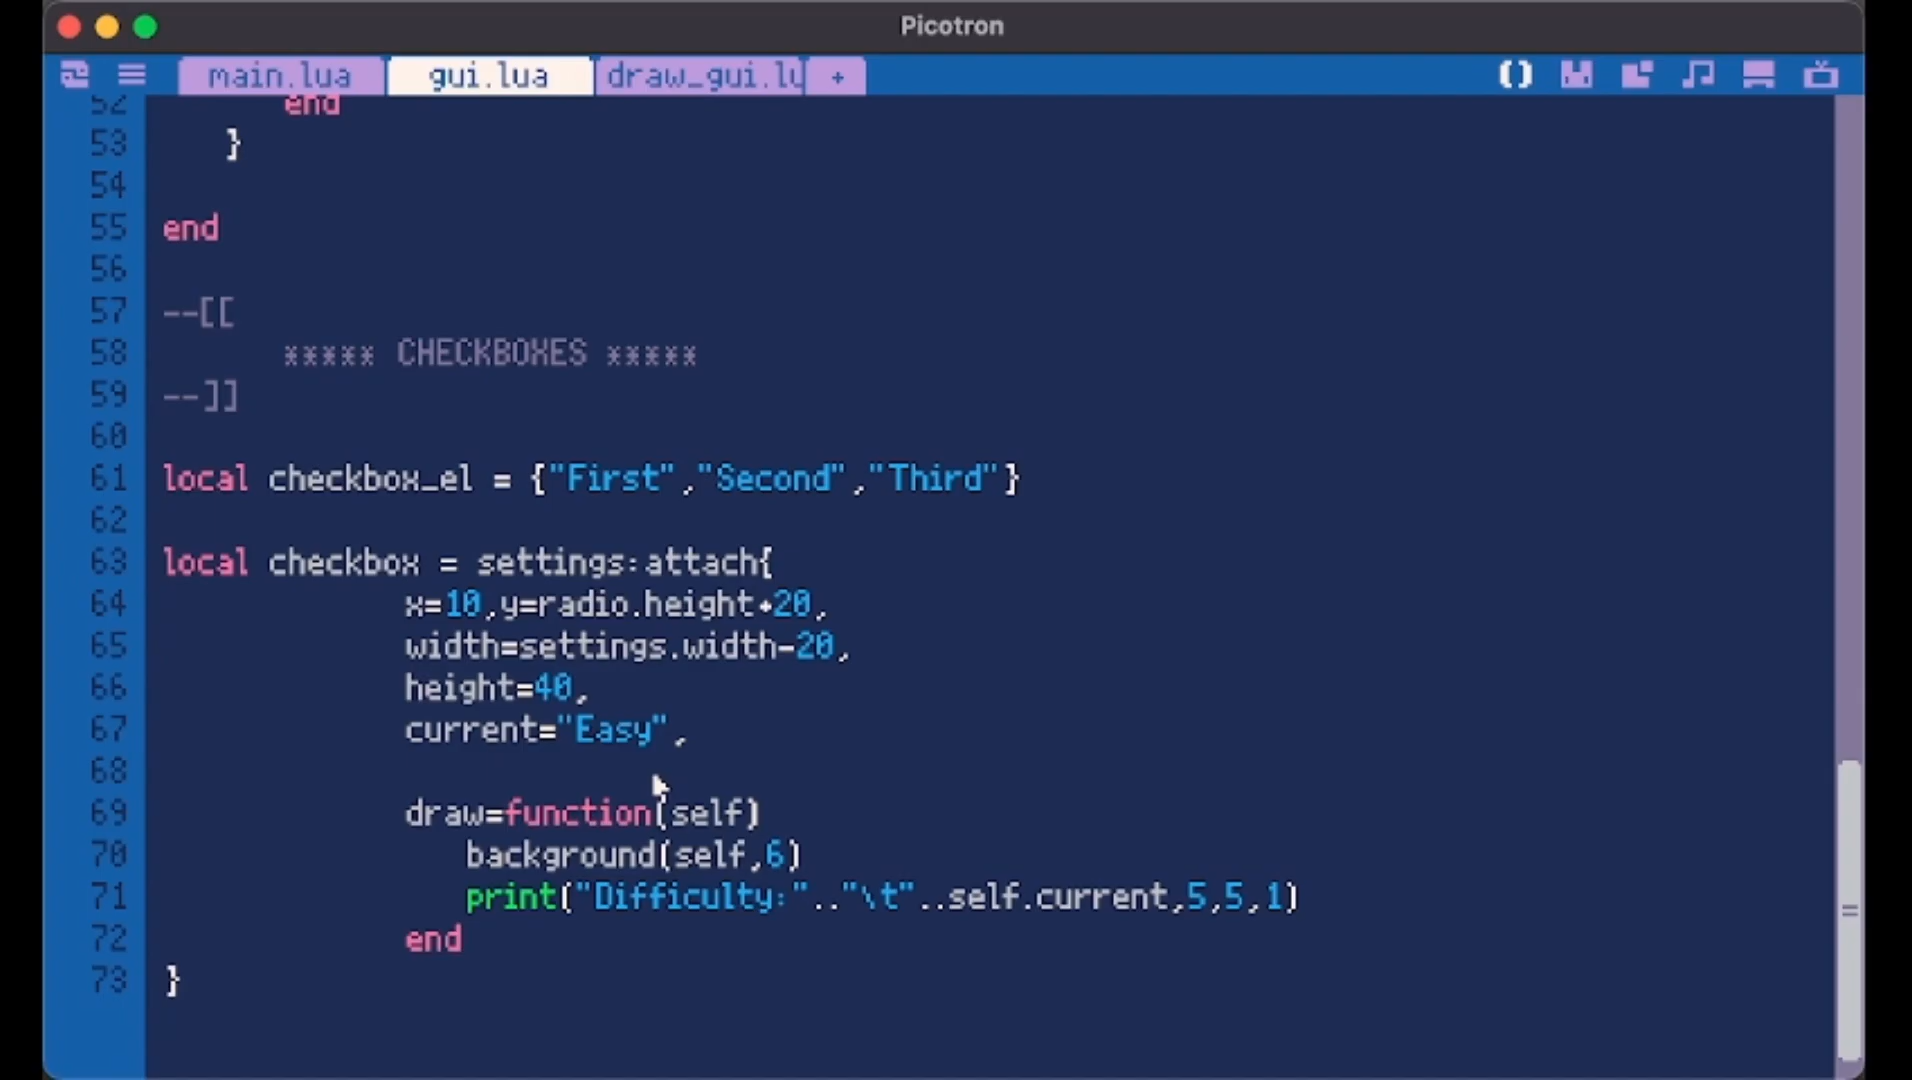 Picotron
main.lua gui.lua draw_gui.lu +
52 end
53 }
54
55 end
56
57 --[[
58 ***** CHECKBOXES *****
59 --]]
60
61 local checkbox_el = {"First","Second","Third"}
62
63 local checkbox = settings:attach{
64 x=10,y=radio.height+20,
65 width=settings.width-20,
66 height=40,
67 current="Easy",
68
69 draw=function(self)
70 background(self,6)
71 print("Difficulty:".."\t"..self.current,5,5,1)
72 end
73 }